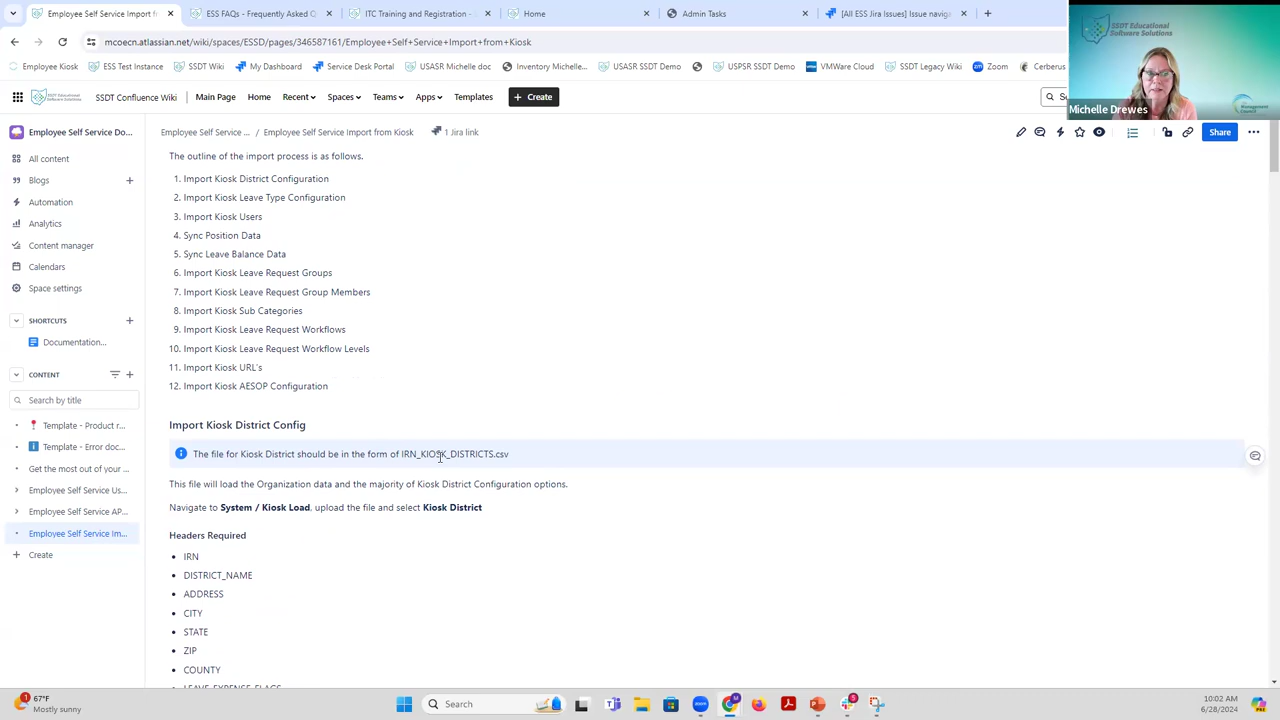 Employee Self Service Import fr
ESS FAQs - Frequently Asked Q
ITC Training and Registration -
Home
Admin Tasks
[All ESS Jira Issues] Issue navig
mcoecn.atlassian.net/wiki/spaces/ESSD/pages/346587161/Employee+Self+Service+Import+from+Kiosk
Employee Kiosk
ESS Test Instance
SSDT Wiki
My Dashboard
Service Desk Portal
USASR Michelle doc
Inventory Michelle...
USASR SSDT Demo
USPSR SSDT Demo
VMWare Cloud
SSDT Legacy Wiki
Zoom
Cerberus
SSDT Educational
Software Solutions
Management
Council
Michelle Drewes
SSDT Confluence Wiki
Main Page
Home
Recent
Spaces
Teams
Apps
Templates
+ Create
Employee Self Service Do...
All content
Blogs
Automation
Analytics
Content manager
Calendars
Space settings
SHORTCUTS
Documentation...
CONTENT
Search by title
Template - Product r...
Template - Error doc...
Get the most out of your ...
Employee Self Service Us...
Employee Self Service AP...
Employee Self Service Im...
Create
Employee Self Service ... / Employee Self Service Import from Kiosk
1 Jira link
Share
The outline of the import process is as follows.
1. Import Kiosk District Configuration
2. Import Kiosk Leave Type Configuration
3. Import Kiosk Users
4. Sync Position Data
5. Sync Leave Balance Data
6. Import Kiosk Leave Request Groups
7. Import Kiosk Leave Request Group Members
8. Import Kiosk Sub Categories
9. Import Kiosk Leave Request Workflows
10. Import Kiosk Leave Request Workflow Levels
11. Import Kiosk URL's
12. Import Kiosk AESOP Configuration
Import Kiosk District Config
The file for Kiosk District should be in the form of IRN_KIOSK_DISTRICTS.csv
This file will load the Organization data and the majority of Kiosk District Configuration options.
Navigate to System / Kiosk Load, upload the file and select Kiosk District
Headers Required
• IRN
• DISTRICT_NAME
• ADDRESS
• CITY
• STATE
• ZIP
• COUNTY
LEAVE_EXPENSE_FLAGS
67°F
Mostly sunny
Search
10:02 AM
6/28/2024